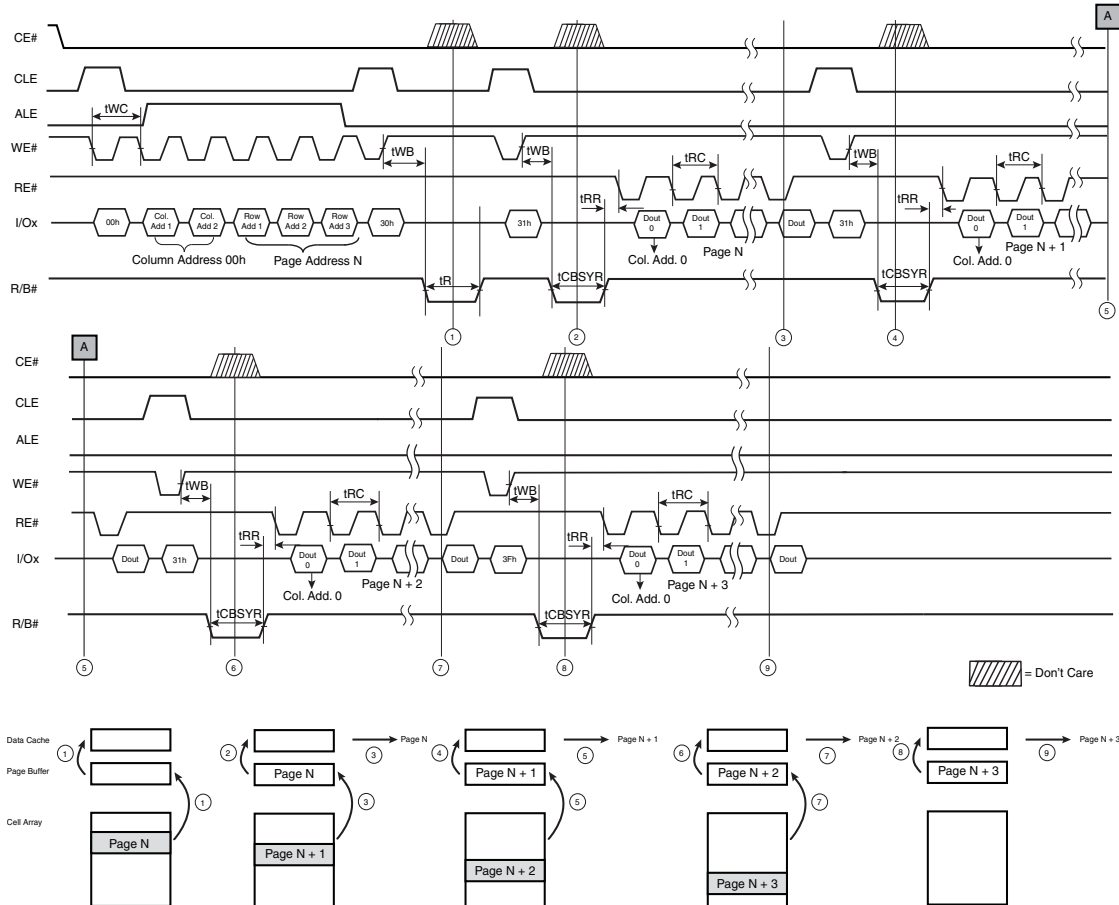 A
CE#
CLE
ALE
tWC
WE#
tWB
tWB
tWB
RE#
tRR
tRC
tRR
tRC
I/Ox
00h
Col. Add 1
Col. Add 2
Row Add 1
Row Add 2
Row Add 3
30h
31h
Dout 0
Dout 1
Dout
31h
Dout 0
Dout 1
Column Address 00h
Page Address N
Col. Add. 0
Page N
Col. Add. 0
Page N + 1
R/B#
tR
tCBSYR
tCBSYR
1
2
3
4
5
A
CE#
CLE
ALE
WE#
tWB
tWB
RE#
tRR
tRC
tRR
tRC
I/Ox
Dout
31h
Dout 0
Dout 1
Dout
3Fh
Dout 0
Dout 1
Dout
Col. Add. 0
Page N + 2
Col. Add. 0
Page N + 3
R/B#
tCBSYR
tCBSYR
5
6
7
8
9
= Don't Care
Data Cache
1
2
3
Page N
4
5
Page N + 1
6
7
Page N + 2
8
9
Page N + 3
Page Buffer
1
Page N
3
Page N + 1
5
Page N + 2
7
Page N + 3
Cell Array
Page N
Page N + 1
Page N + 2
Page N + 3